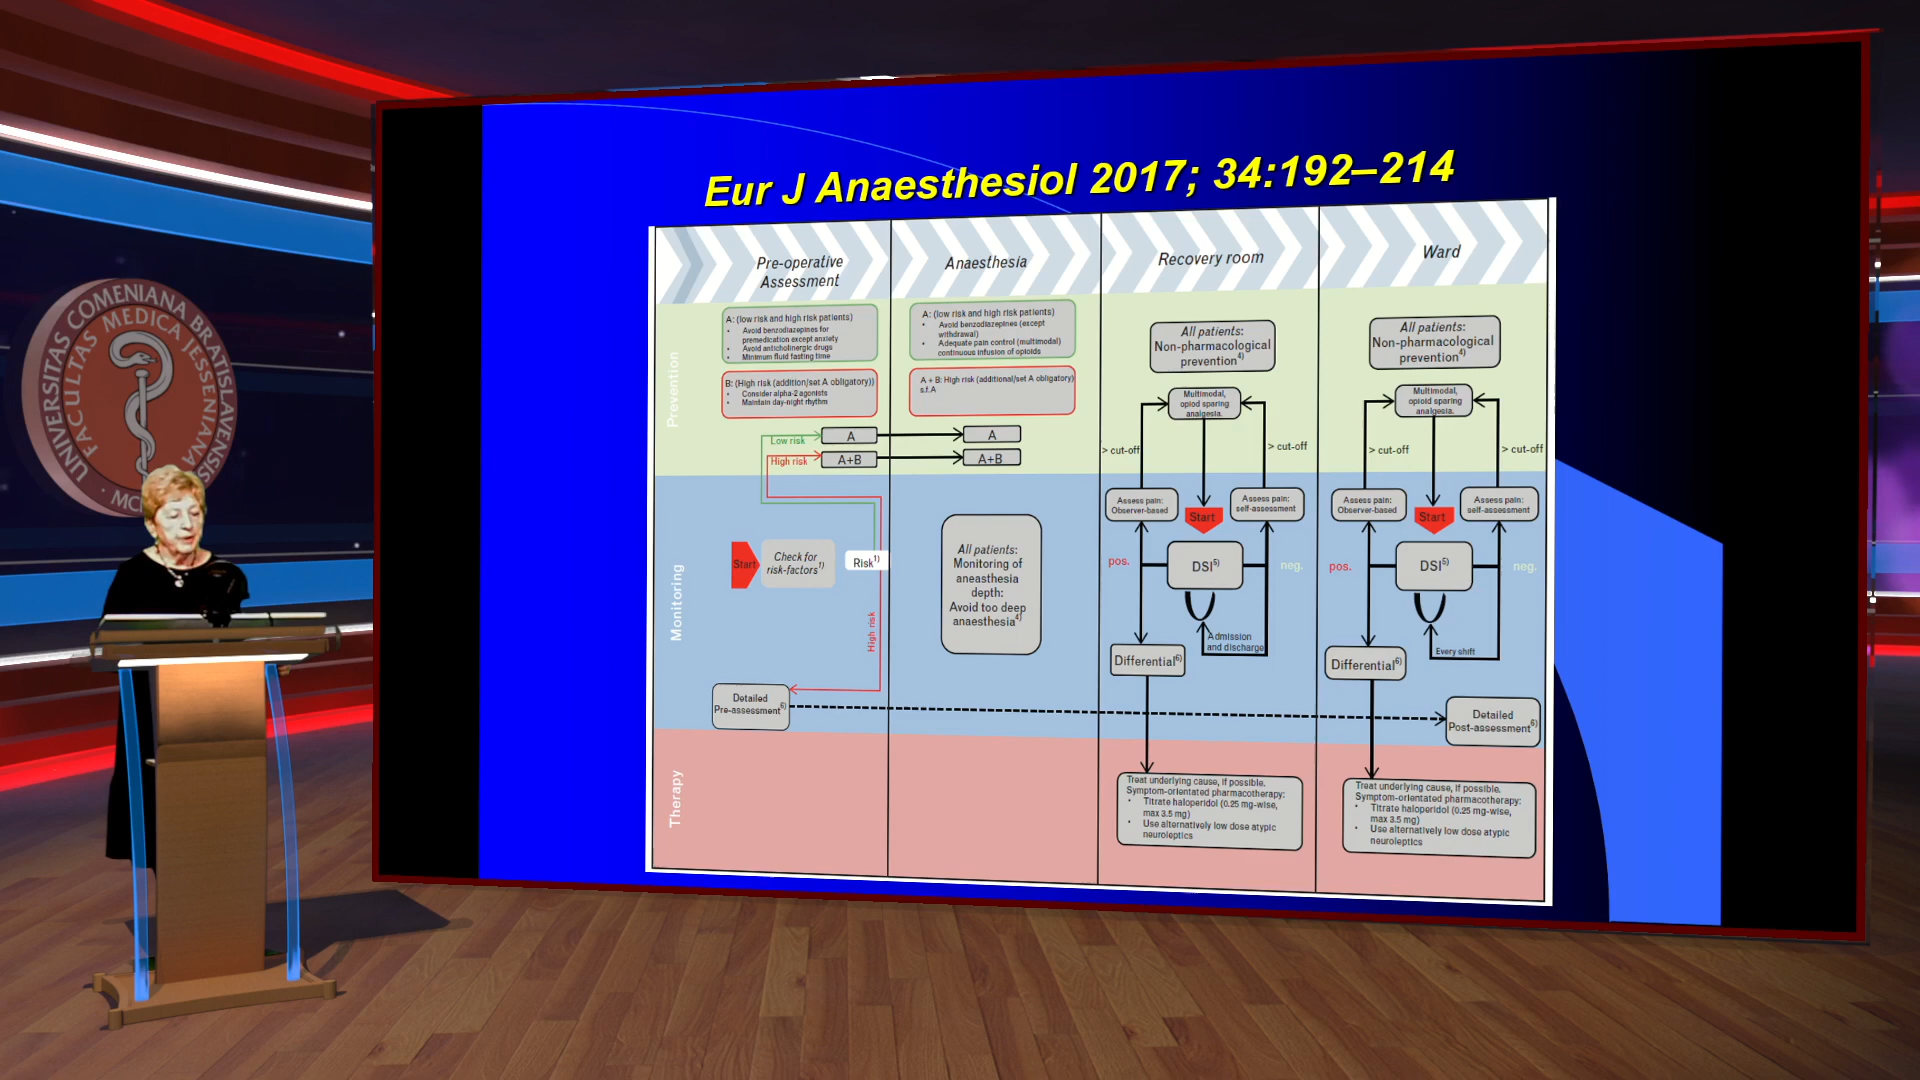 Eur J Anaesthesiol 2017; 34:192–214
Pre-operative
Assessment
Anaesthesia
Recovery room
Ward
Prevention
A: (low risk and high risk patients)
• Avoid benzodiazepines for
premedication except anxiety
• Avoid anticholinergic drugs
• Minimum fluid fasting time
B: (High risk (addition/set A obligatory))
• Consider alpha-2 agonists
• Maintain day-night rhythm
Low risk
High risk
A
A+B
A: (low risk and high risk patients)
• Avoid benzodiazepines (except
withdrawal)
• Adequate pain control (multimodal)
continuous infusion of opioids
A + B: High risk (additional/set A obligatory)
s.f.A
A
A+B
All patients:
Non-pharmacological
prevention4)
Multimodal,
opiod sparing
analgesia.
> cut-off
> cut-off
All patients:
Non-pharmacological
prevention4)
Multimodal,
opioid sparing
analgesia.
> cut-off
> cut-off
Monitoring
Start
Check for
risk-factors1)
Risk1)
High risk
Detailed
Pre-assessment6)
All patients:
Monitoring of
aneasthesia
depth:
Avoid too deep
anaesthesia4)
Assess pain:
Observer-based
Start
Assess pain:
self-assessment
pos.
DSI5)
neg.
Admission
and discharge
Differential6)
Assess pain:
Observer-based
Start
Assess pain:
self-assessment
pos.
DSI5)
neg.
Every shift
Differential6)
Detailed
Post-assessment6)
Therapy
Treat underlying cause, if possible.
Symptom-orientated pharmacotherapy:
• Titrate haloperidol (0.25 mg-wise,
max 3.5 mg)
• Use alternatively low dose atypic
neuroleptics
Treat underlying cause, if possible.
Symptom-orientated pharmacotherapy:
• Titrate haloperidol (0.25 mg-wise,
max 3.5 mg)
• Use alternatively low dose atypic
neuroleptics
UNIVERSITAS COMENIANA BRATISLAVENSIS
FACULTAS MEDICA JESSENIANA